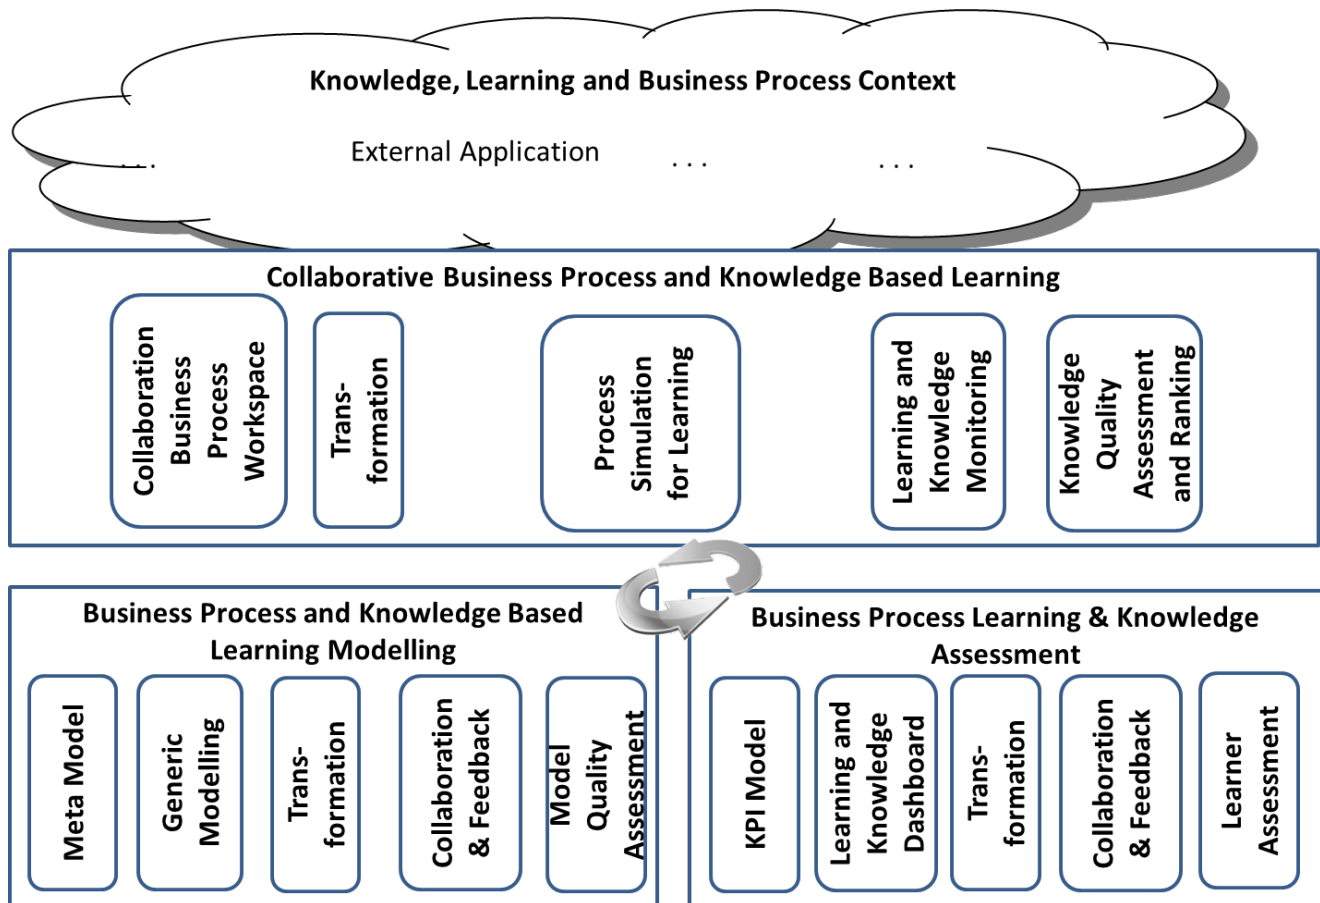 Knowledge, Learning and Business Process Context
. . . External Application . . . . . .
Collaborative Business Process and Knowledge Based Learning
Collaboration
Business
Process
Workspace
Trans-
formation
Process
Simulation
for Learning
Learning and
Knowledge
Monitoring
Knowledge
Quality
Assessment
and Ranking
Business Process and Knowledge Based
Learning Modelling
Meta Model
Generic
Modelling
Trans-
formation
Collaboration
& Feedback
Model
Quality
Assessment
Business Process Learning & Knowledge
Assessment
KPI Model
Learning and
Knowledge
Dashboard
Trans-
formation
Collaboration
& Feedback
Learner
Assessment